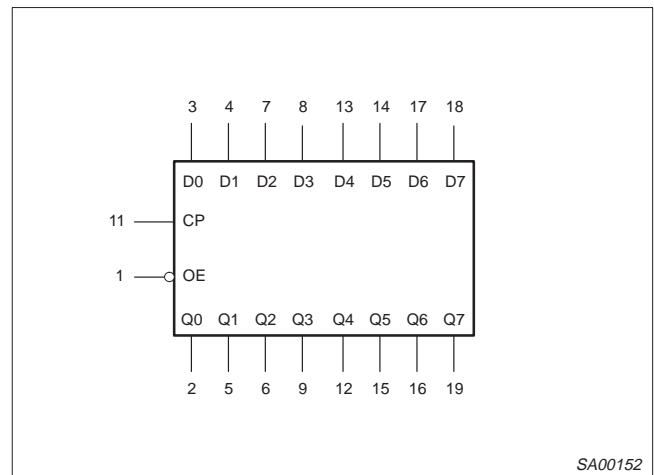 3 4 7 8 13 14 17 18
D0 D1 D2 D3 D4 D5 D6 D7
11 CP
1 OE
Q0 Q1 Q2 Q3 Q4 Q5 Q6 Q7
2 5 6 9 12 15 16 19
SA00152